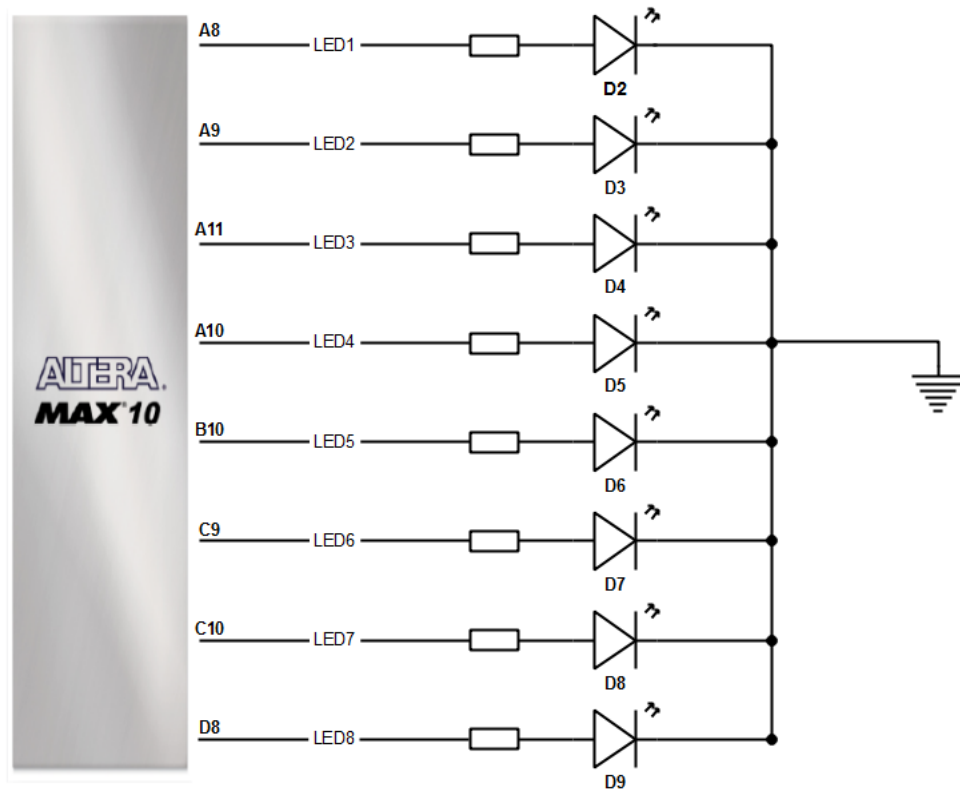 A8 LED1
D2
A9 LED2
D3
A11 LED3
D4
A10 LED4
D5
ALTERA.
MAX® 10
B10 LED5
D6
C9 LED6
D7
C10 LED7
D8
D8 LED8
D9